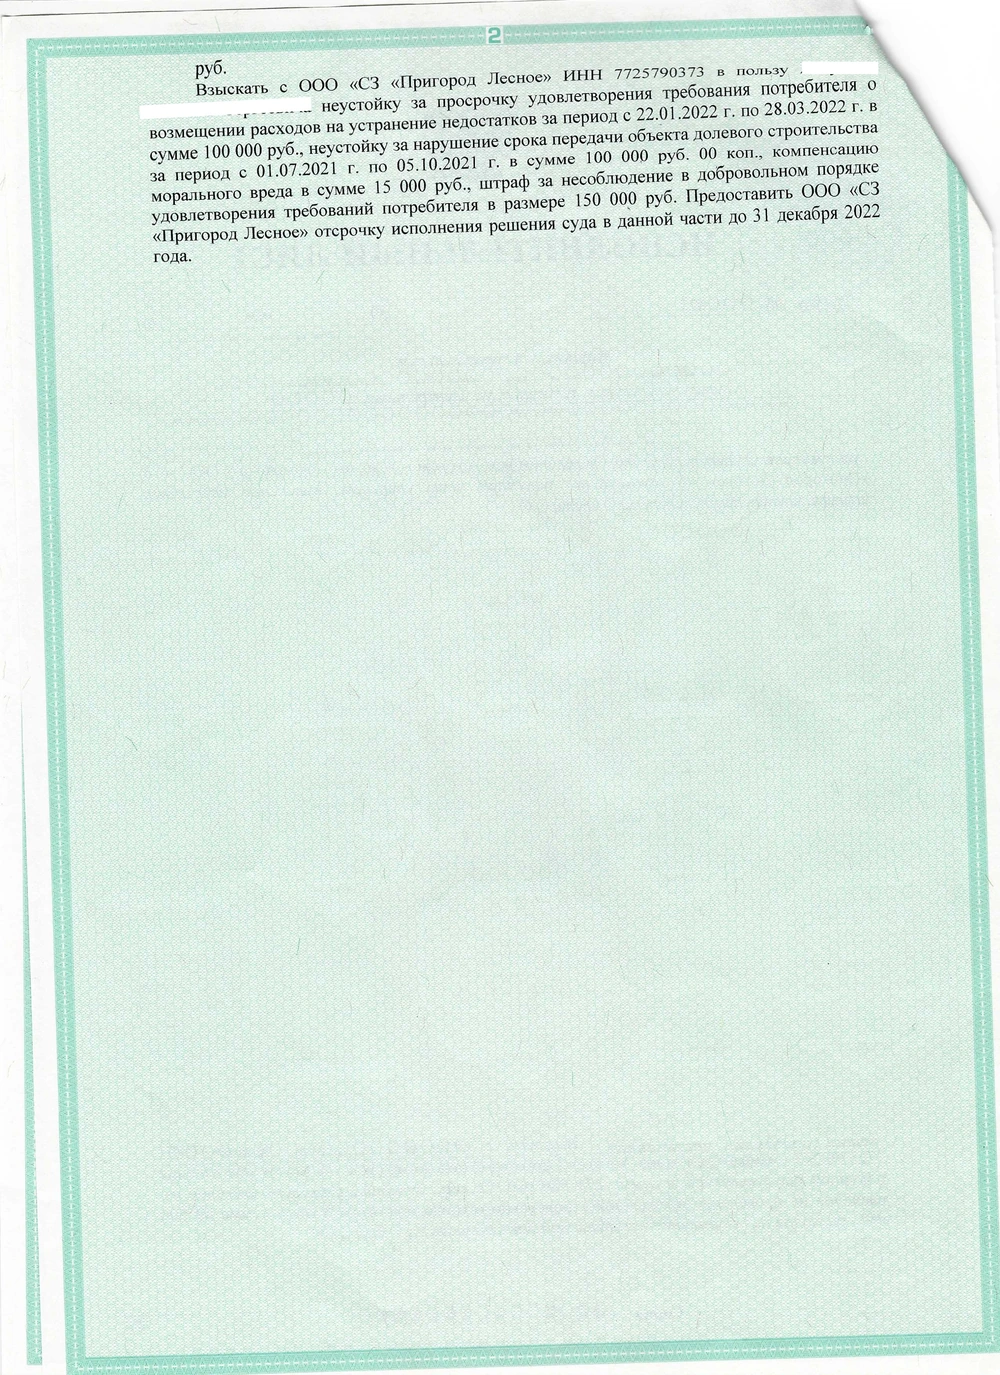 2
руб.
Взыскать с ООО «СЗ «Пригород Лесное» ИНН 7725790373 в пользу
неустойку за просрочку удовлетворения требования потребителя о
возмещении расходов на устранение недостатков за период с 22.01.2022 г. по 28.03.2022 г. в
сумме 100 000 руб., неустойку за нарушение срока передачи объекта долевого строительства
за период с 01.07.2021 г. по 05.10.2021 г. в сумме 100 000 руб. 00 коп., компенсацию
морального вреда в сумме 15 000 руб., штраф за несоблюдение в добровольном порядке
удовлетворения требований потребителя в размере 150 000 руб. Предоставить ООО «СЗ
«Пригород Лесное» отсрочку исполнения решения суда в данной части до 31 декабря 2022
года.